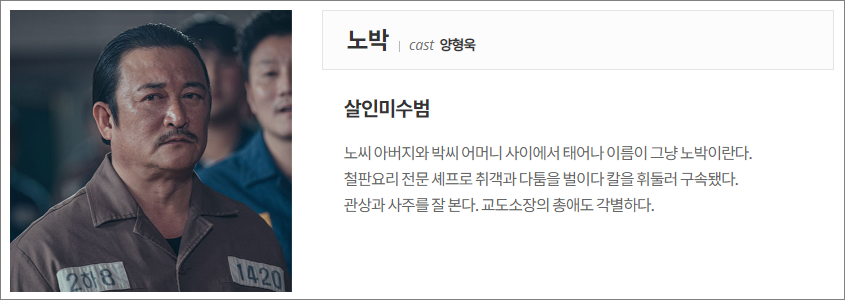 노박 | cast 양형욱
살인미수범
노씨 아버지와 박씨 어머니 사이에서 태어나 이름이 그냥 노박이란다.
철판요리 전문 셰프로 취객과 다툼을 벌이다 칼을 휘둘러 구속됐다.
관상과 사주를 잘 본다. 교도소장의 총애도 각별하다.
2하8
1420